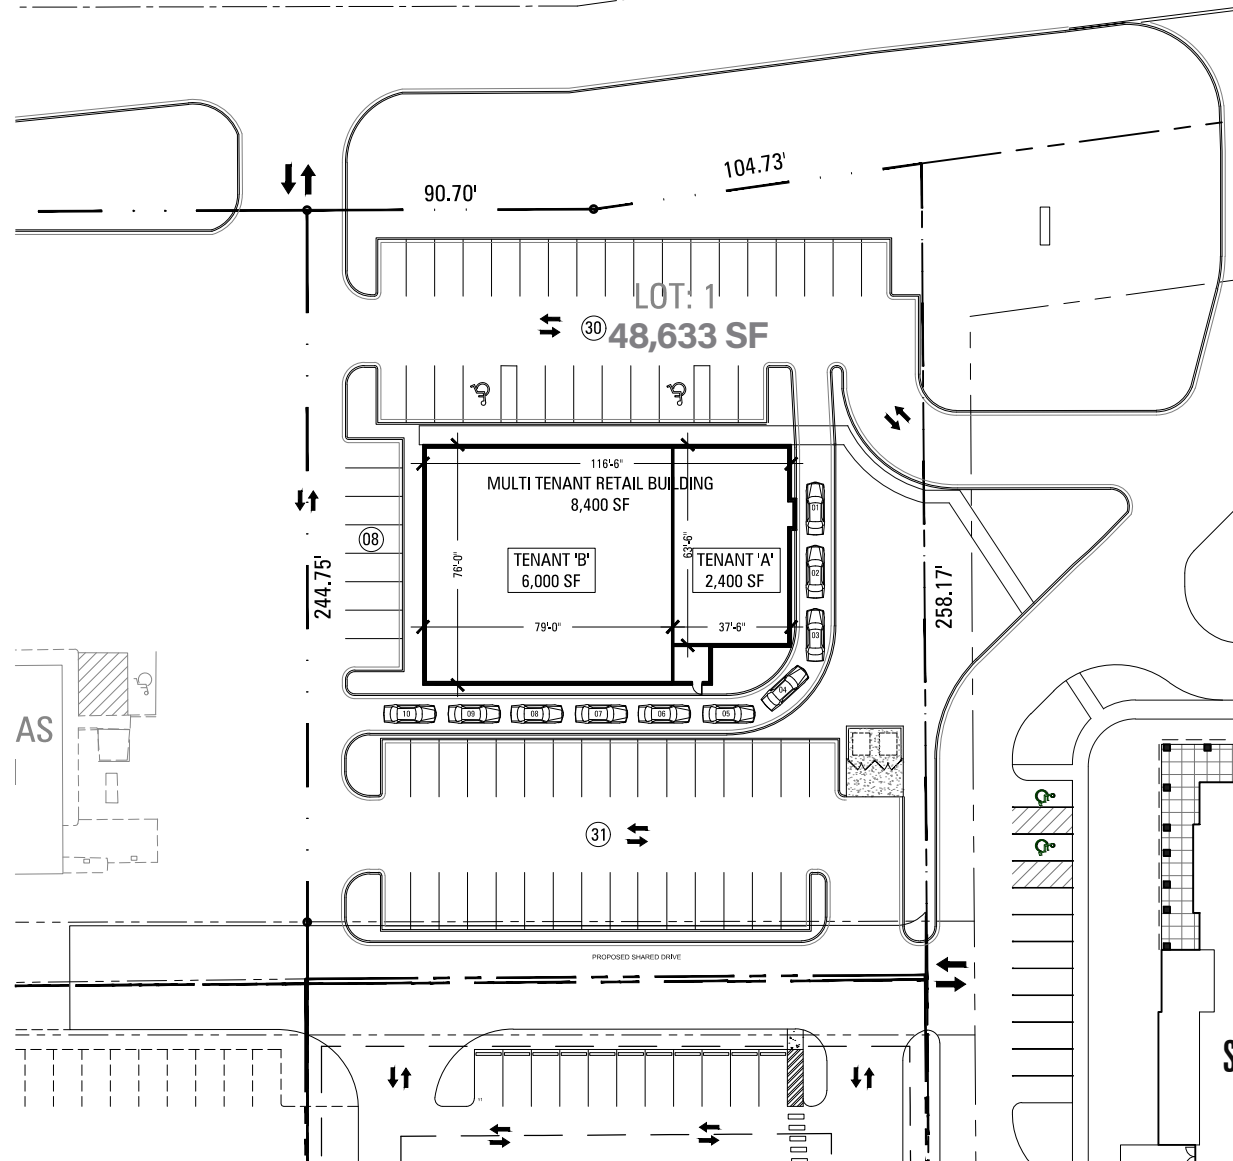 104.73'
90.70'
LOT: 1
30
48,633 SF
116'-6"
MULTI TENANT RETAIL BUILDING
8,400 SF
01
08
76'-0"
63'-6"
TENANT 'B'
6,000 SF
TENANT 'A'
2,400 SF
02
244.75'
258.17'
79'-0"
37'-6"
03
04
10
09
08
07
06
05
AS
31
PROPOSED SHARED DRIVE
S